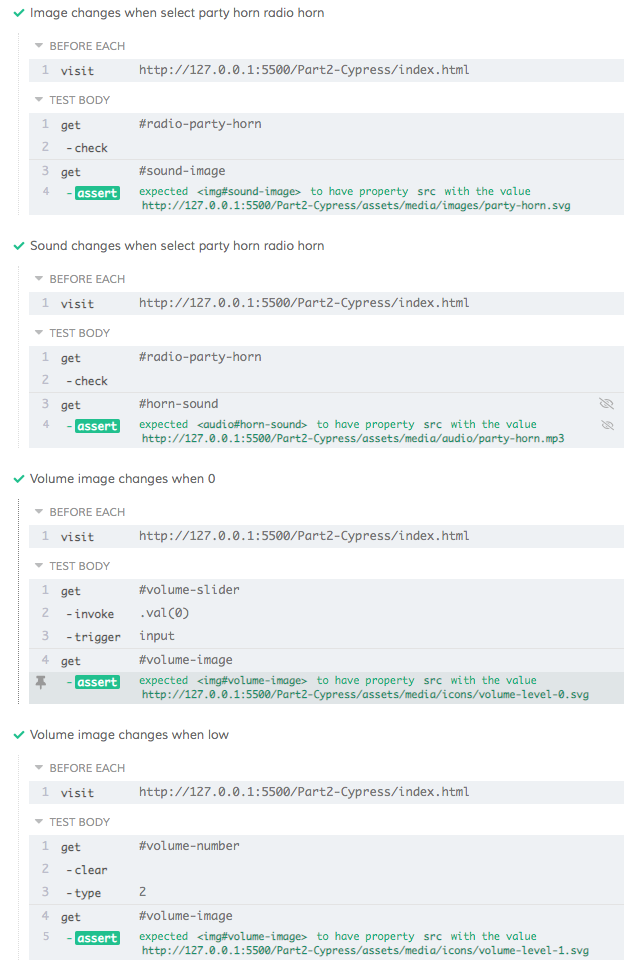 Image changes when select party horn radio horn
BEFORE EACH
1 visit http://127.0.0.1:5500/Part2-Cypress/index.html
TEST BODY
1 get #radio-party-horn
2 -check
3 get #sound-image
4 -assert expected <img#sound-image> to have property src with the value
http://127.0.0.1:5500/Part2-Cypress/assets/media/images/party-horn.svg
Sound changes when select party horn radio horn
BEFORE EACH
1 visit http://127.0.0.1:5500/Part2-Cypress/index.html
TEST BODY
1 get #radio-party-horn
2 -check
3 get #horn-sound
4 -assert expected <audio#horn-sound> to have property src with the value
http://127.0.0.1:5500/Part2-Cypress/assets/media/audio/party-horn.mp3
Volume image changes when 0
BEFORE EACH
1 visit http://127.0.0.1:5500/Part2-Cypress/index.html
TEST BODY
1 get #volume-slider
2 -invoke .val(0)
3 -trigger input
4 get #volume-image
-assert expected <img#volume-image> to have property src with the value
http://127.0.0.1:5500/Part2-Cypress/assets/media/icons/volume-level-0.svg
Volume image changes when low
BEFORE EACH
1 visit http://127.0.0.1:5500/Part2-Cypress/index.html
TEST BODY
1 get #volume-number
2 -clear
3 -type 2
4 get #volume-image
5 -assert expected <img#volume-image> to have property src with the value
http://127.0.0.1:5500/Part2-Cypress/assets/media/icons/volume-level-1.svg